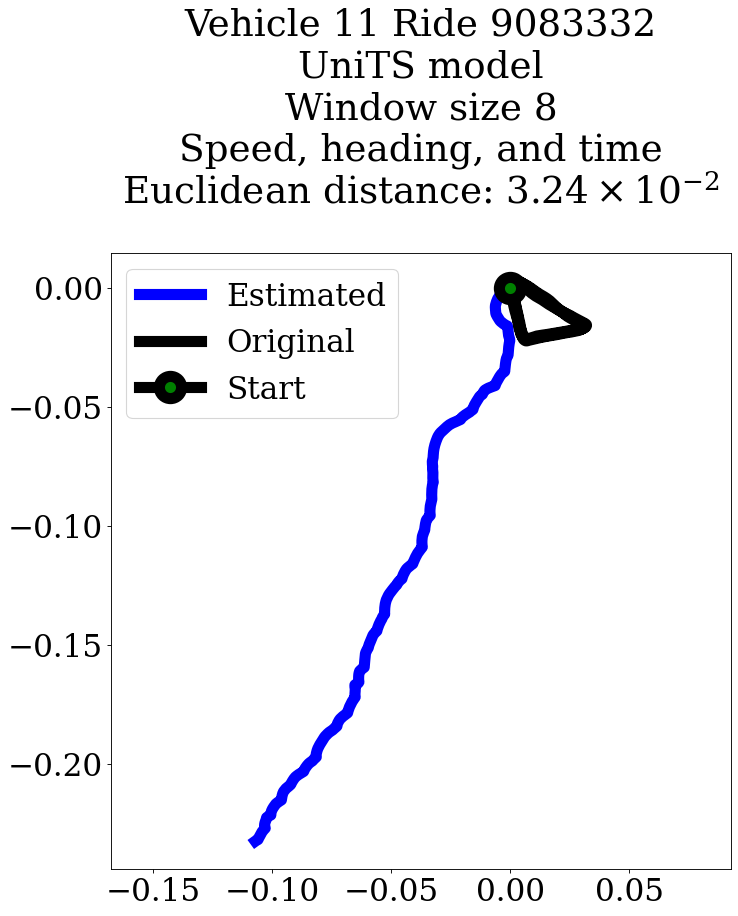 Vehicle 11 Ride 9083332
UniTS model
Window size 8
Speed, heading, and time
Euclidean distance: 3.24 × 10⁻²
Estimated
Original
Start
0.00
−0.05
−0.10
−0.15
−0.20
−0.15 −0.10 −0.05 0.00 0.05